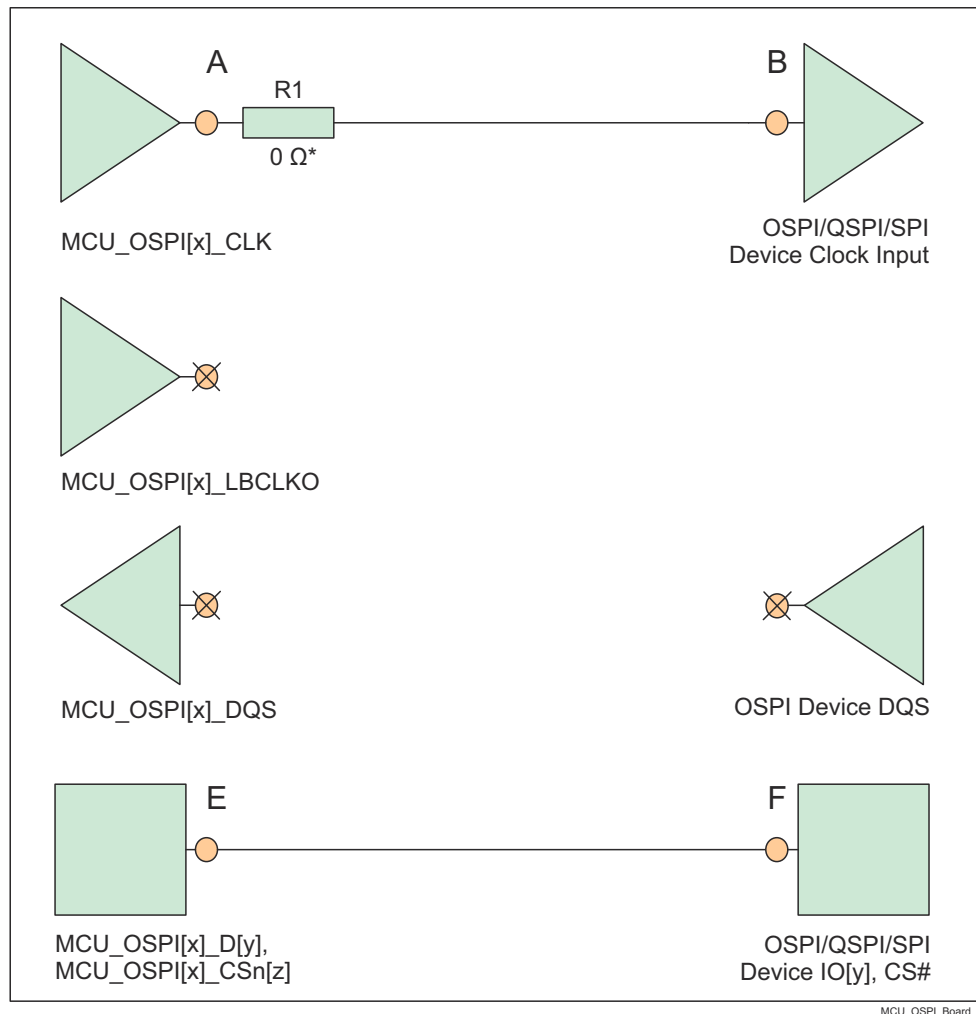 A
B
R1
0 Ω*
MCU_OSPI[x]_CLK
OSPI/QSPI/SPI
Device Clock Input
MCU_OSPI[x]_LBCLKO
MCU_OSPI[x]_DQS
OSPI Device DQS
E
F
MCU_OSPI[x]_D[y],
MCU_OSPI[x]_CSn[z]
OSPI/QSPI/SPI
Device IO[y], CS#
MCU_OSPI_Board